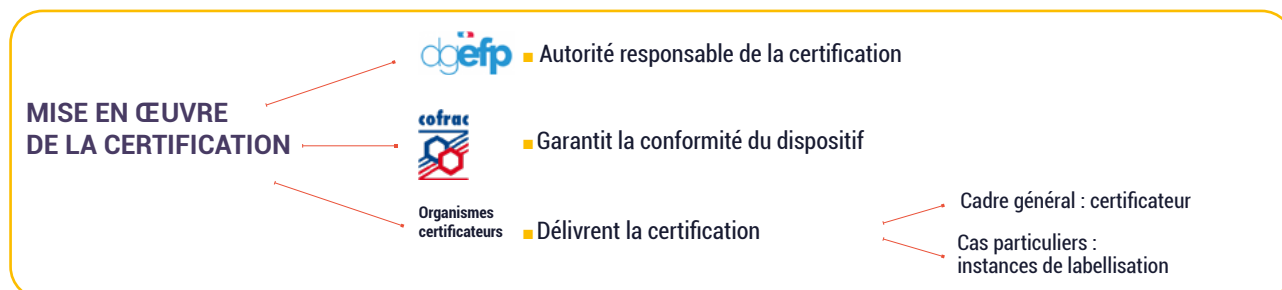 dgefp
Autorité responsable de la certification
MISE EN ŒUVRE
DE LA CERTIFICATION
cofrac
Garantit la conformité du dispositif
Organismes
certificateurs
Délivrent la certification
Cadre général : certificateur
Cas particuliers :
instances de labellisation